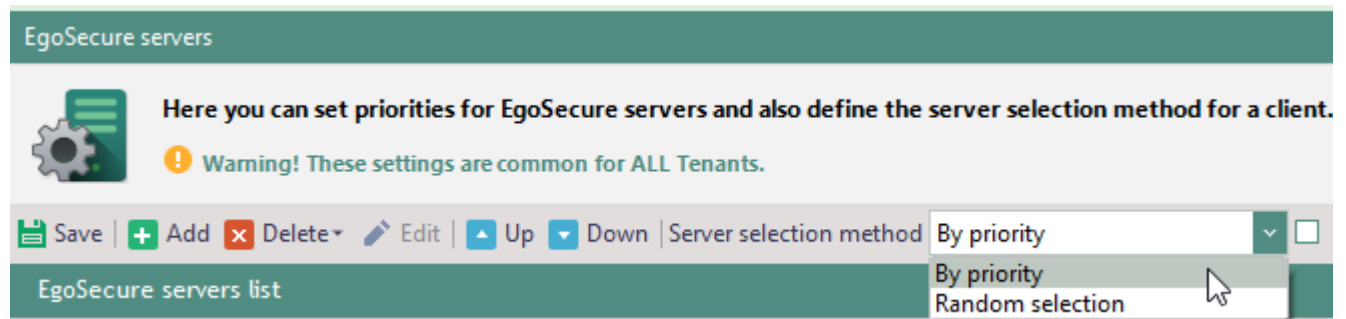 EgoSecure servers
Here you can set priorities for EgoSecure servers and also define the server selection method for a client.
Warning! These settings are common for ALL Tenants.
Save Add Delete Edit Up Down Server selection method By priority
By priority
Random selection
EgoSecure servers list